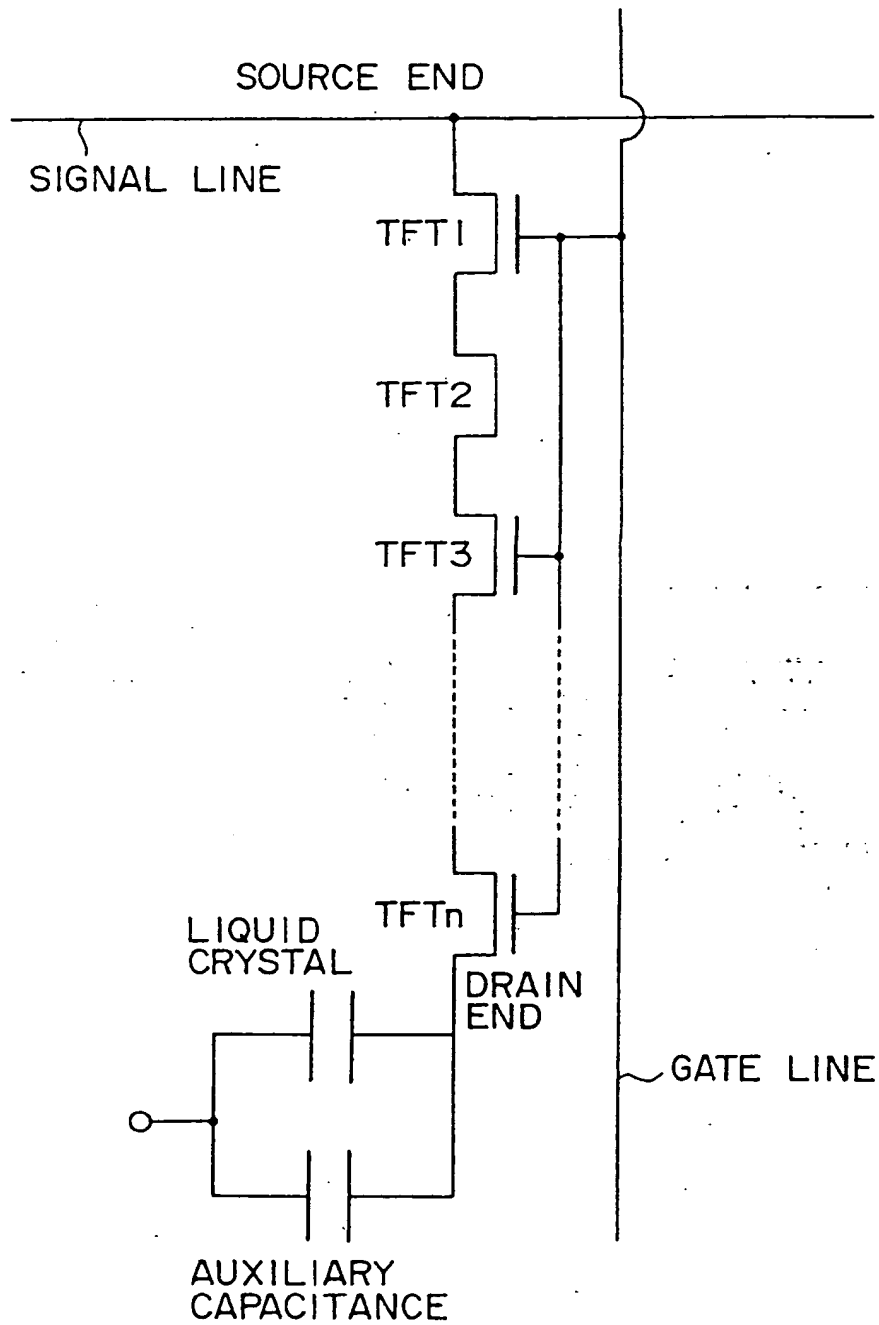 SOURCE END
SIGNAL LINE
TFT1
TFT2
TFT3
TFTn
LIQUID
CRYSTAL
DRAIN
END
GATE LINE
AUXILIARY
CAPACITANCE